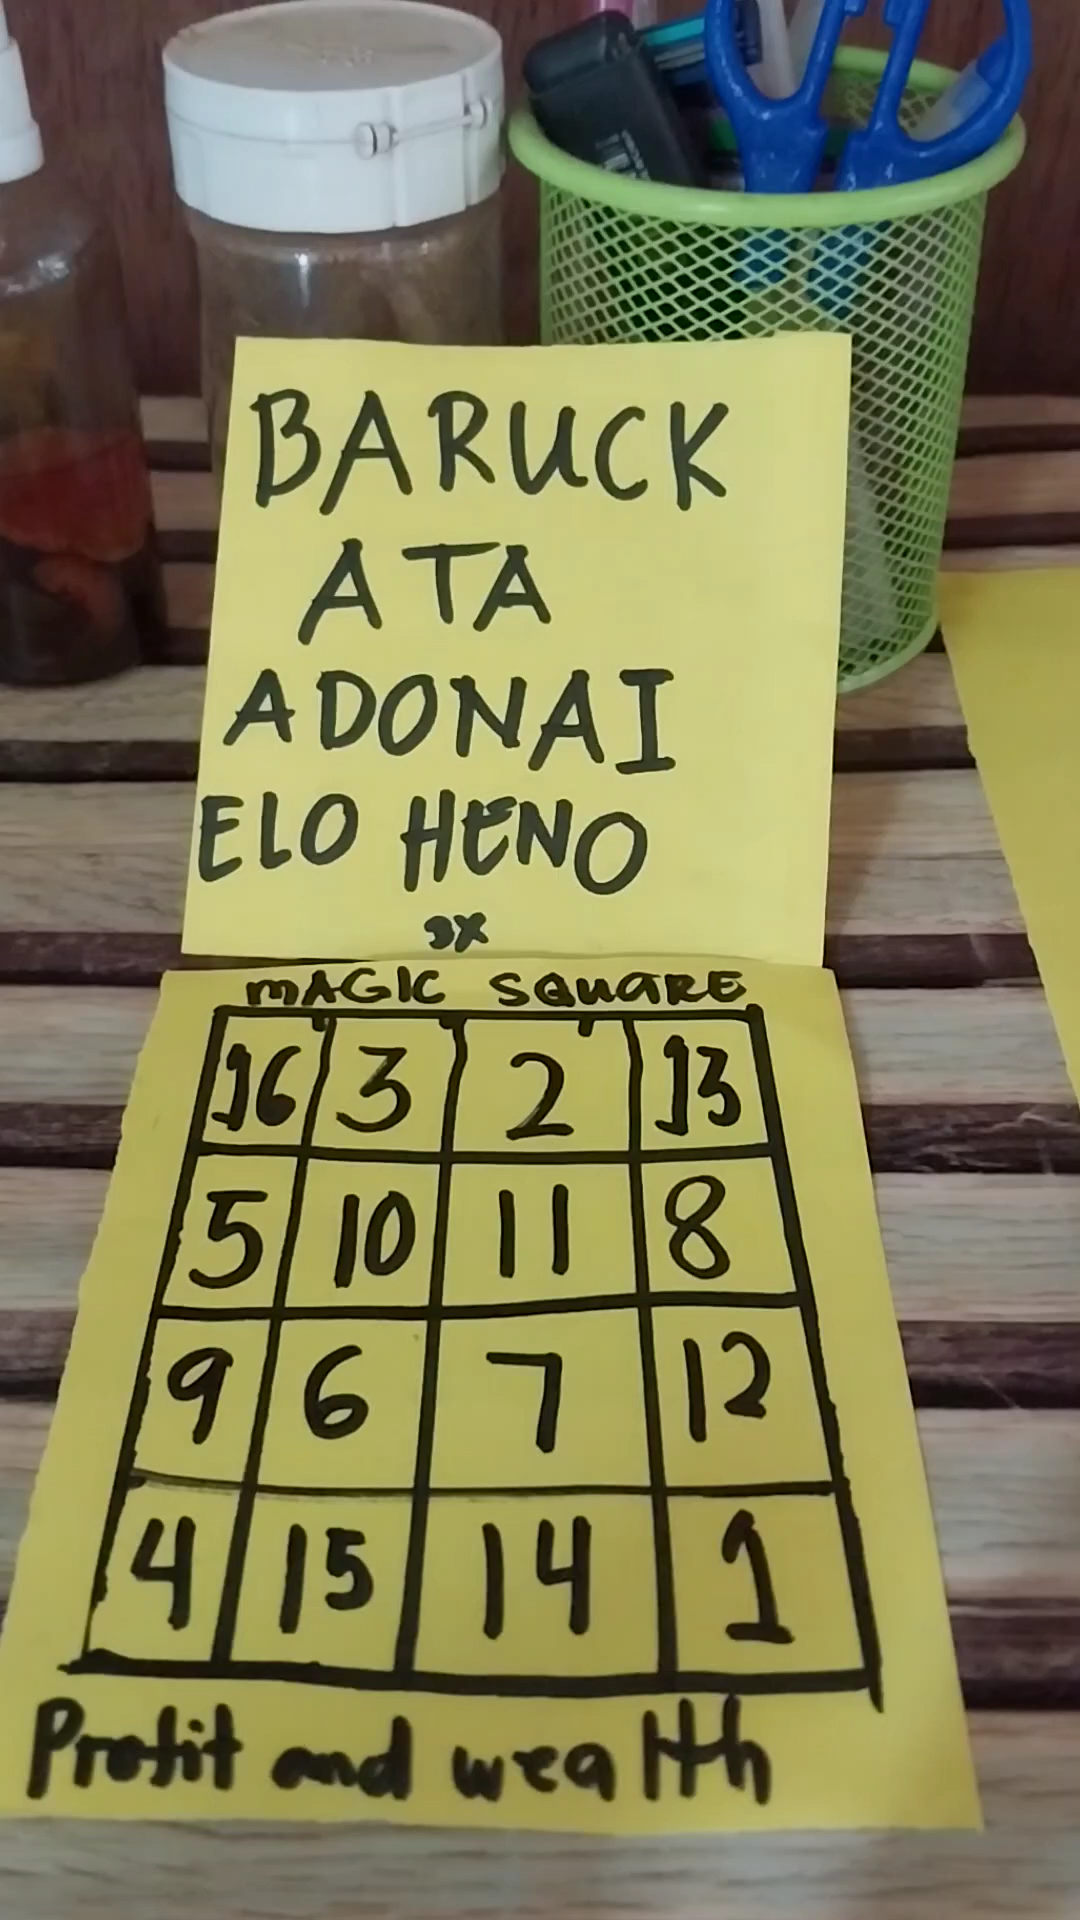 BARUCK
ATA
ADONAI
ELO HENO
3X
MAGIC SQUARE
16 3 2 13
5 10 11 8
9 6 7 12
4 15 14 1
Profit and wealth